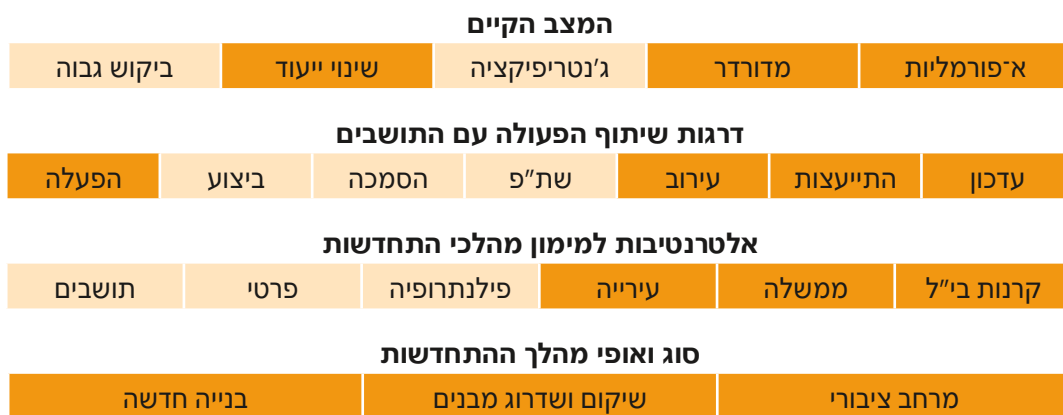 המצב הקיים
א־פורמליות מדורדר ג'נטריפיקציה שינוי ייעוד ביקוש גבוה
דרגות שיתוף הפעולה עם התושבים
עדכון התייעצות עירוב שת"פ הסמכה ביצוע הפעלה
אלטרנטיבות למימון מהלכי התחדשות
קרנות בי"ל ממשלה עירייה פילנתרופיה פרטי תושבים
סוג ואופי מהלך ההתחדשות
מרחב ציבורי שיקום ושדרוג מבנים בנייה חדשה